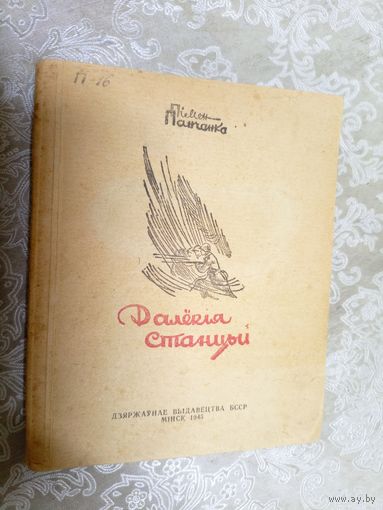 П-16
Пімен
Панчанка
Далёкія
Станцыі
ДЗЯРЖАЎНАЕ ВЫДАВЕЦТВА БССР
МІНСК 1945
www.ay.by